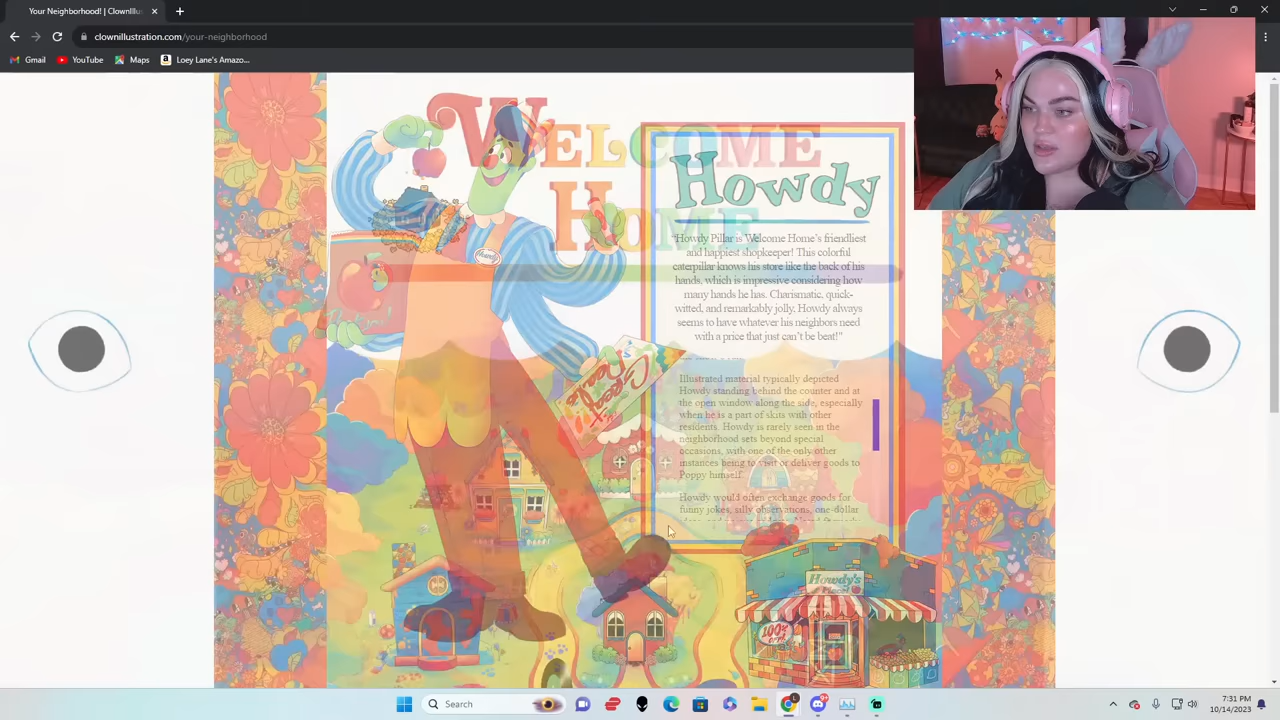 Your Neighborhood! | ClownIllus
clownillustration.com/your-neighborhood
Gmail
YouTube
Maps
Loey Lane's Amazo...
WELCOME
HOME
Howdy
"Howdy Pillar is Welcome Home's friendliest
and happiest shopkeeper! This colorful
caterpillar knows his store like the back of his
hands, which is impressive considering how
many hands he has. Charismatic, quick-
witted, and remarkably jolly, Howdy always
seems to have whatever his neighbors need
with a price that just can't be beat!"
Illustrated material typically depicted
Howdy standing behind the counter and at
the open window along the side, especially
when he is a part of skits with other
residents. Howdy is rarely seen in the
neighborhood sets beyond special
occasions, with one of the only other
instances being to visit or deliver goods to
Poppy himself.
Howdy would often exchange goods for
funny jokes, silly observations, one-dollar
Howdy's
Place
100%
Search
7:31 PM
10/14/2023